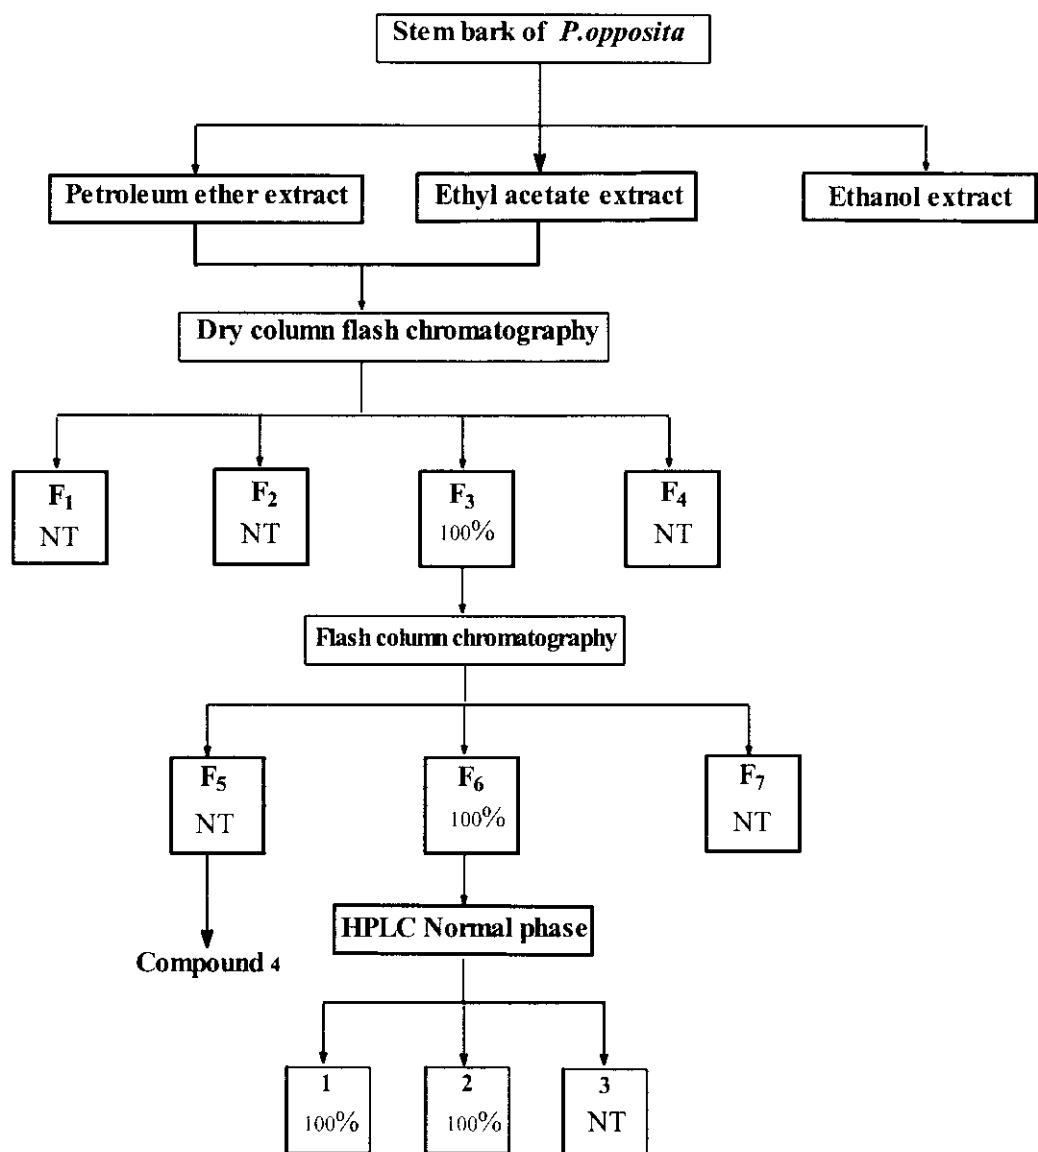 Stem bark of P.opposita
Petroleum ether extract
Ethyl acetate extract
Ethanol extract
Dry column flash chromatography
F1
NT
F2
NT
F3
100%
F4
NT
Flash column chromatography
F5
NT
F6
100%
F7
NT
HPLC Normal phase
Compound 4
1
100%
2
100%
3
NT